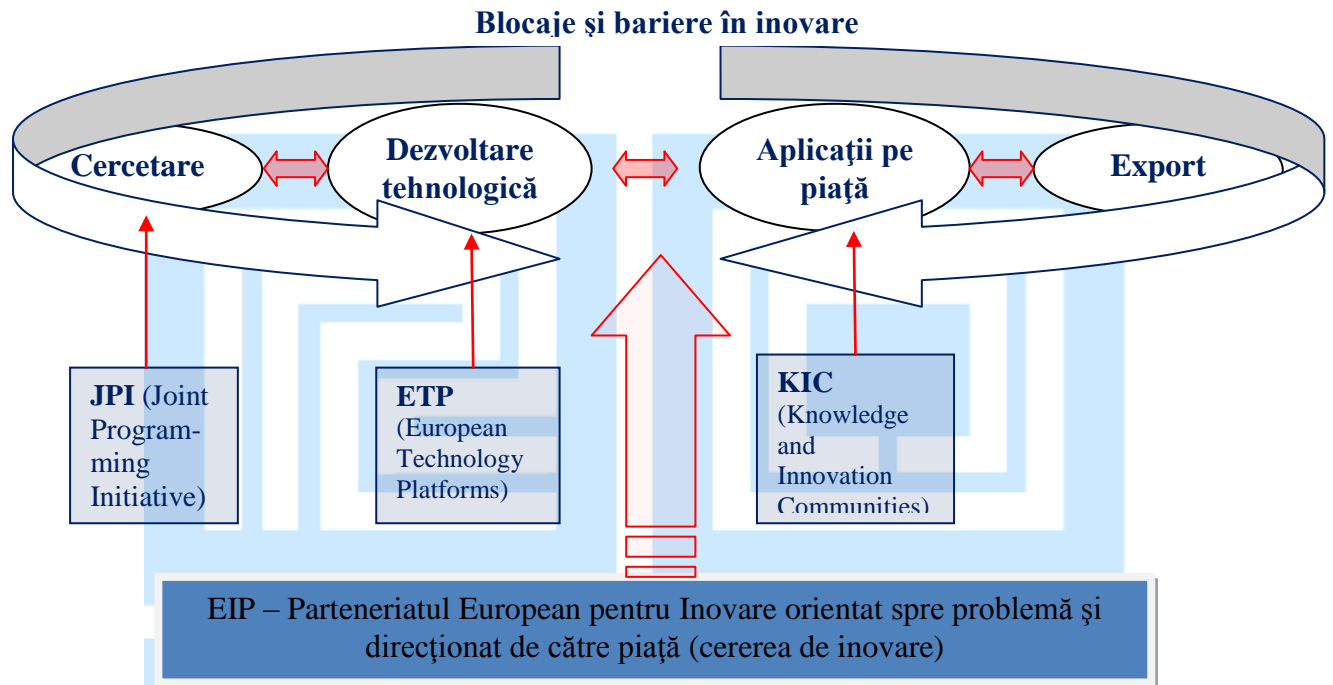 Blocaje şi bariere în inovare
Cercetare
Dezvoltare
tehnologică
Aplicaţii pe
piaţă
Export
JPI (Joint
Program-
ming
Initiative)
ETP
(European
Technology
Platforms)
KIC
(Knowledge
and
Innovation
Communities)
EIP – Parteneriatul European pentru Inovare orientat spre problemă şi
direcţionat de către piaţă (cererea de inovare)